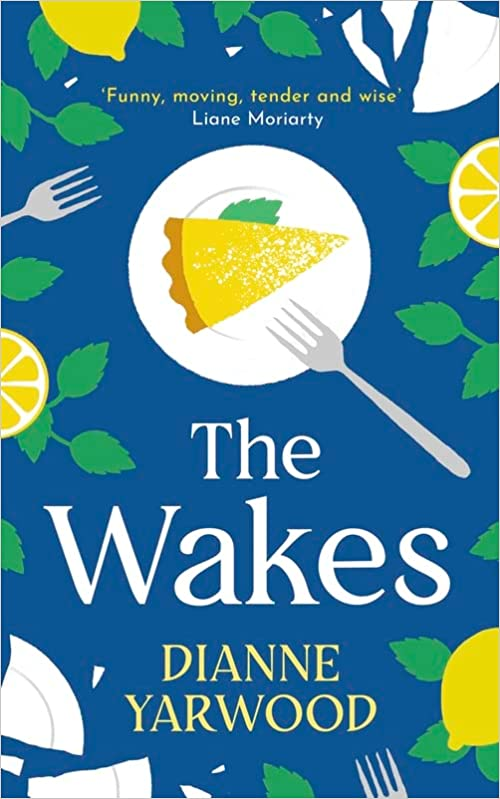 ‘Funny, moving, tender and wise’
Liane Moriarty
The
Wakes
DIANNE
YARWOOD